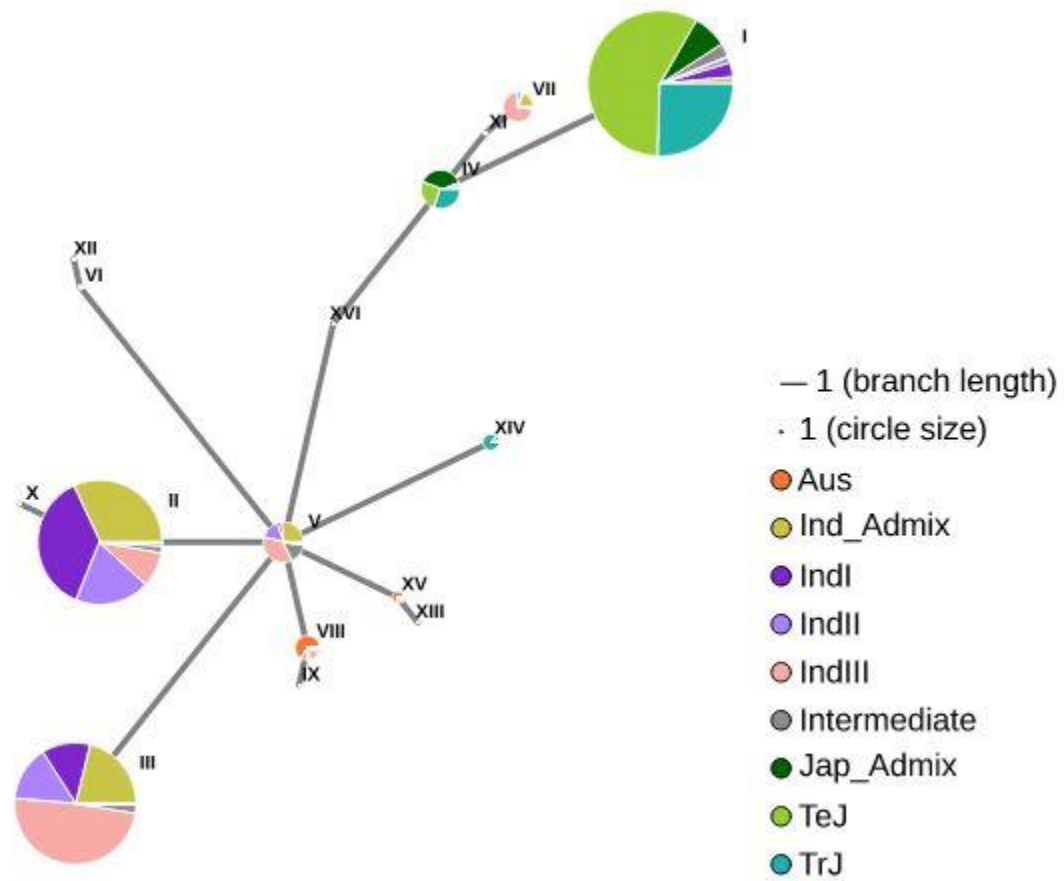 I
VII
XI
IV
XII
VI
XVI
XIV
X
II
V
XV
XIII
VIII
IX
III
1 (branch length)
1 (circle size)
Aus
Ind_Admix
IndI
IndII
IndIII
Intermediate
Jap_Admix
TeJ
TrJ